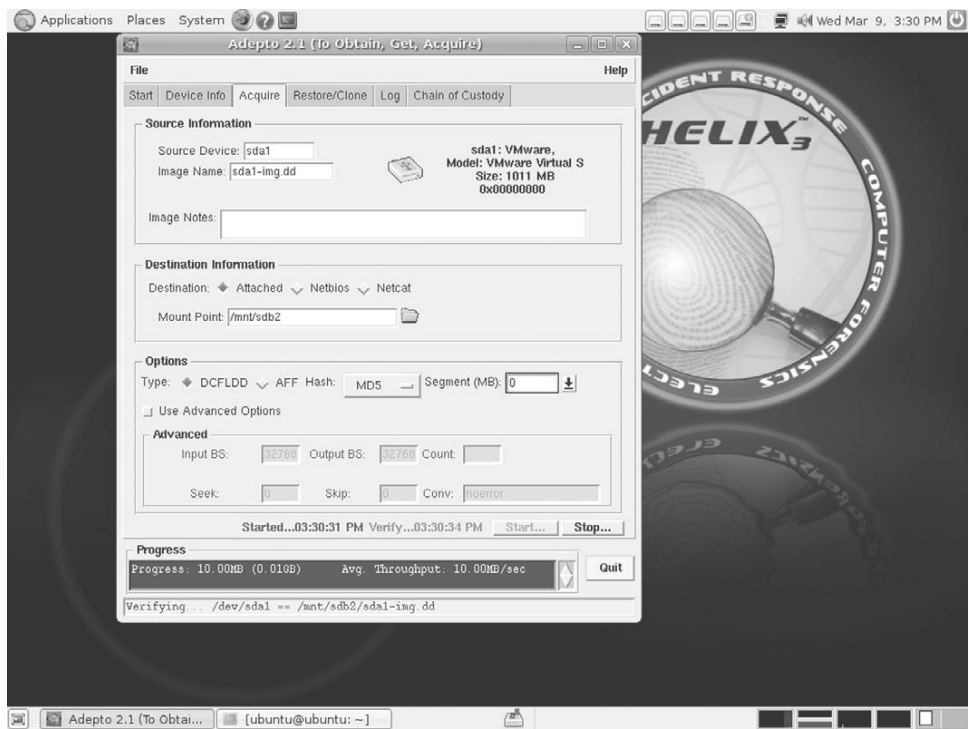 Applications Places System
Wed Mar 9, 3:30 PM
Adepto 2.1 (To Obtain, Get, Acquire)
File Help
Start Device Info Acquire Restore/Clone Log Chain of Custody
Source Information
Source Device: sda1
Image Name: sda1-img.dd
sda1: VMware,
Model: VMware Virtual S
Size: 1011 MB
0x00000000
Image Notes:
Destination Information
Destination: Attached Netbios Netcat
Mount Point: /mnt/sdb2
Options
Type: DCFLDD AFF Hash: MD5 Segment (MB): 0
Use Advanced Options
Advanced
Input BS: 32768 Output BS: 32768 Count:
Seek: 0 Skip: 0 Conv: noerror
Started...03:30:31 PM Verify...03:30:34 PM Start... Stop...
Progress
Progress: 10.00MB (0.01GB) Avg. Throughput: 10.00MB/sec
Quit
Verifying... /dev/sda1 == /mnt/sdb2/sda1-img.dd
CIDENT RESPONSE
HELIX3™
COMPUTER FORENSICS
ELECT
Adepto 2.1 (To Obtai...
[ubuntu@ubuntu: ~]